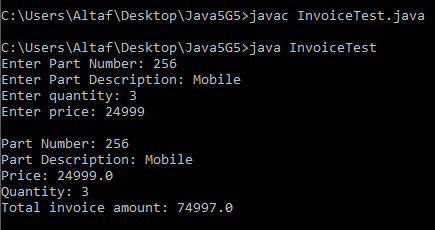 C:\Users\Altaf\Desktop\Java5G5>javac InvoiceTest.java
C:\Users\Altaf\Desktop\Java5G5>java InvoiceTest
Enter Part Number: 256
Enter Part Description: Mobile
Enter quantity: 3
Enter price: 24999
Part Number: 256
Part Description: Mobile
Price: 24999.0
Quantity: 3
Total invoice amount: 74997.0